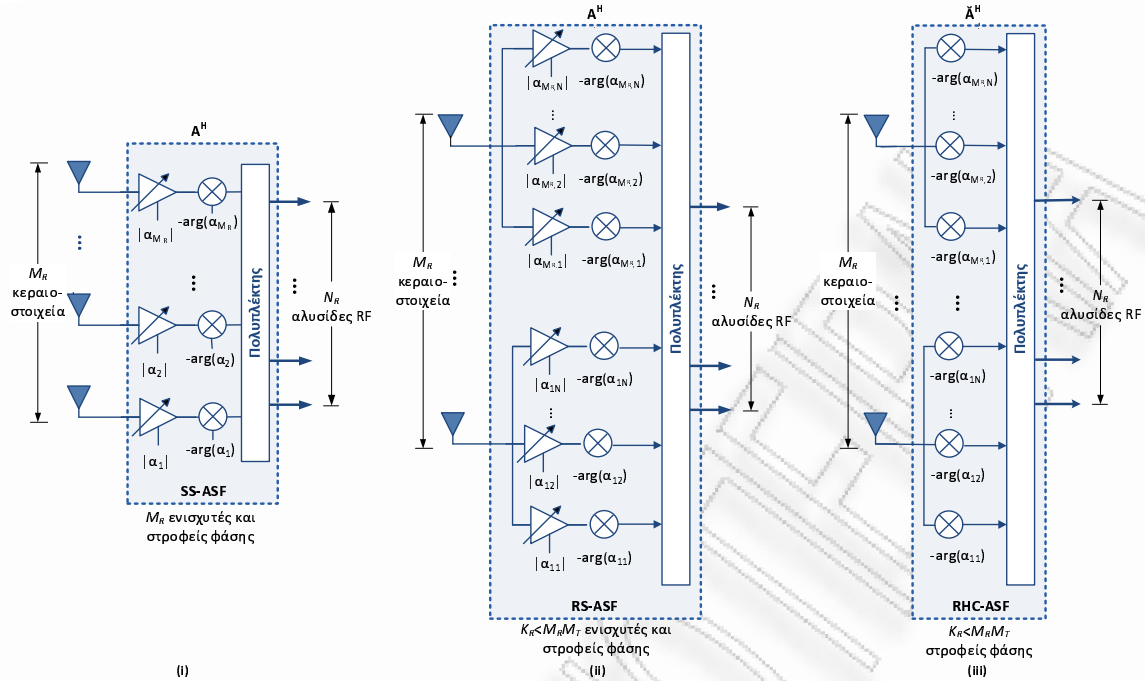 A^H
M_R
κεραιο-
στοιχεία
|α_{M_R}|
-arg(α_{M_R})
|α_2|
-arg(α_2)
|α_1|
-arg(α_1)
Πολυπλέκτης
N_R
αλυσίδες RF
SS-ASF
M_R ενισχυτές και
στροφείς φάσης
(i)
A^H
M_R
κεραιο-
στοιχεία
|α_{M_R,N}|
-arg(α_{M_R,N})
|α_{M_R,2}|
-arg(α_{M_R,2})
|α_{M_R,1}|
-arg(α_{M_R,1})
|α_{1N}|
-arg(α_{1N})
|α_{12}|
-arg(α_{12})
|α_{11}|
-arg(α_{11})
Πολυπλέκτης
N_R
αλυσίδες RF
RS-ASF
K_R<M_RM_T ενισχυτές και
στροφείς φάσης
(ii)
Ă^H
M_R
κεραιο-
στοιχεία
-arg(α_{M_R,N})
-arg(α_{M_R,2})
-arg(α_{M_R,1})
-arg(α_{1N})
-arg(α_{12})
-arg(α_{11})
Πολυπλέκτης
N_R
αλυσίδες RF
RHC-ASF
K_R<M_RM_T
στροφείς φάσης
(iii)